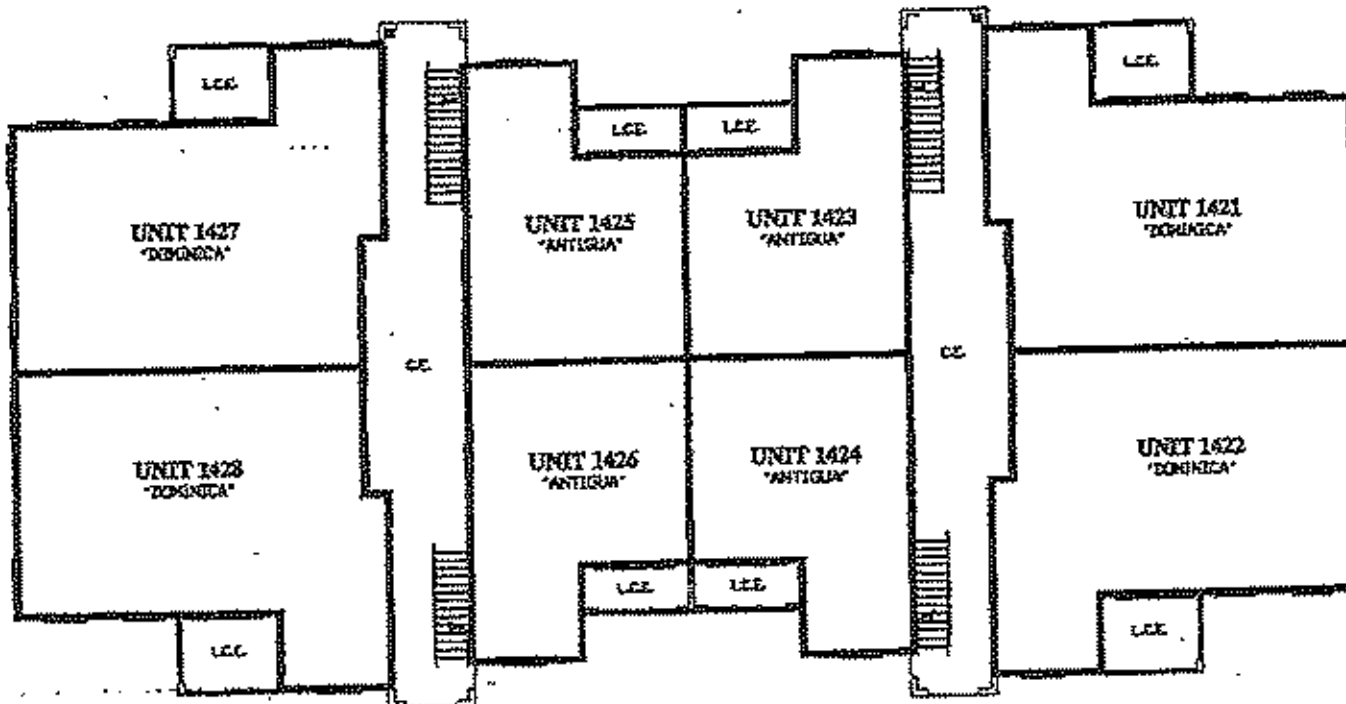 L.C.E.
L.C.E.
L.C.E.
L.C.E.
UNIT 1427
"DOMINICA"
UNIT 1425
"ANTIGUA"
UNIT 1423
"ANTIGUA"
UNIT 1421
"DOMINICA"
C.E.
C.E.
UNIT 1428
"DOMINICA"
UNIT 1426
"ANTIGUA"
UNIT 1424
"ANTIGUA"
UNIT 1422
"DOMINICA"
L.C.E.
L.C.E.
L.C.E.
L.C.E.